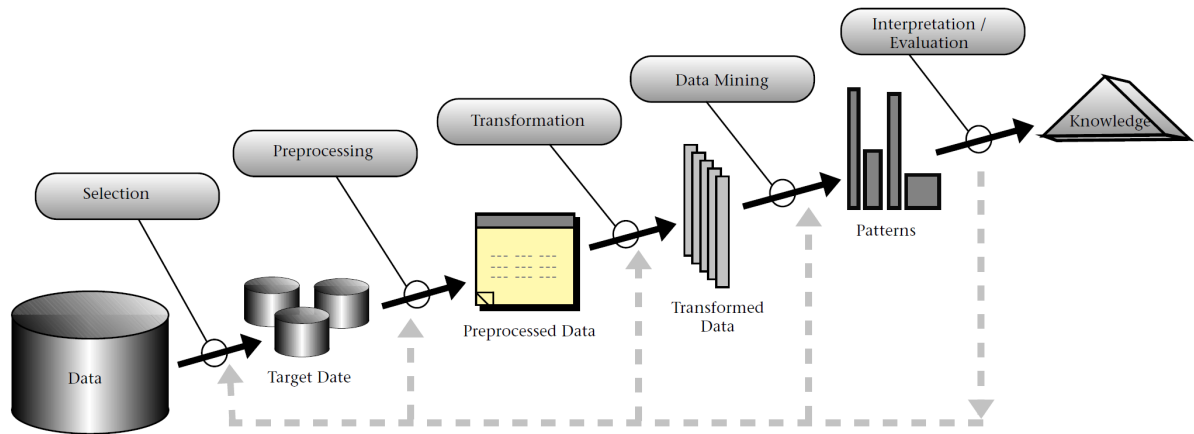 Interpretation /
Evaluation
Data Mining
Transformation
Preprocessing
Selection
Knowledge
Patterns
Transformed
Data
Preprocessed Data
Target Date
Data